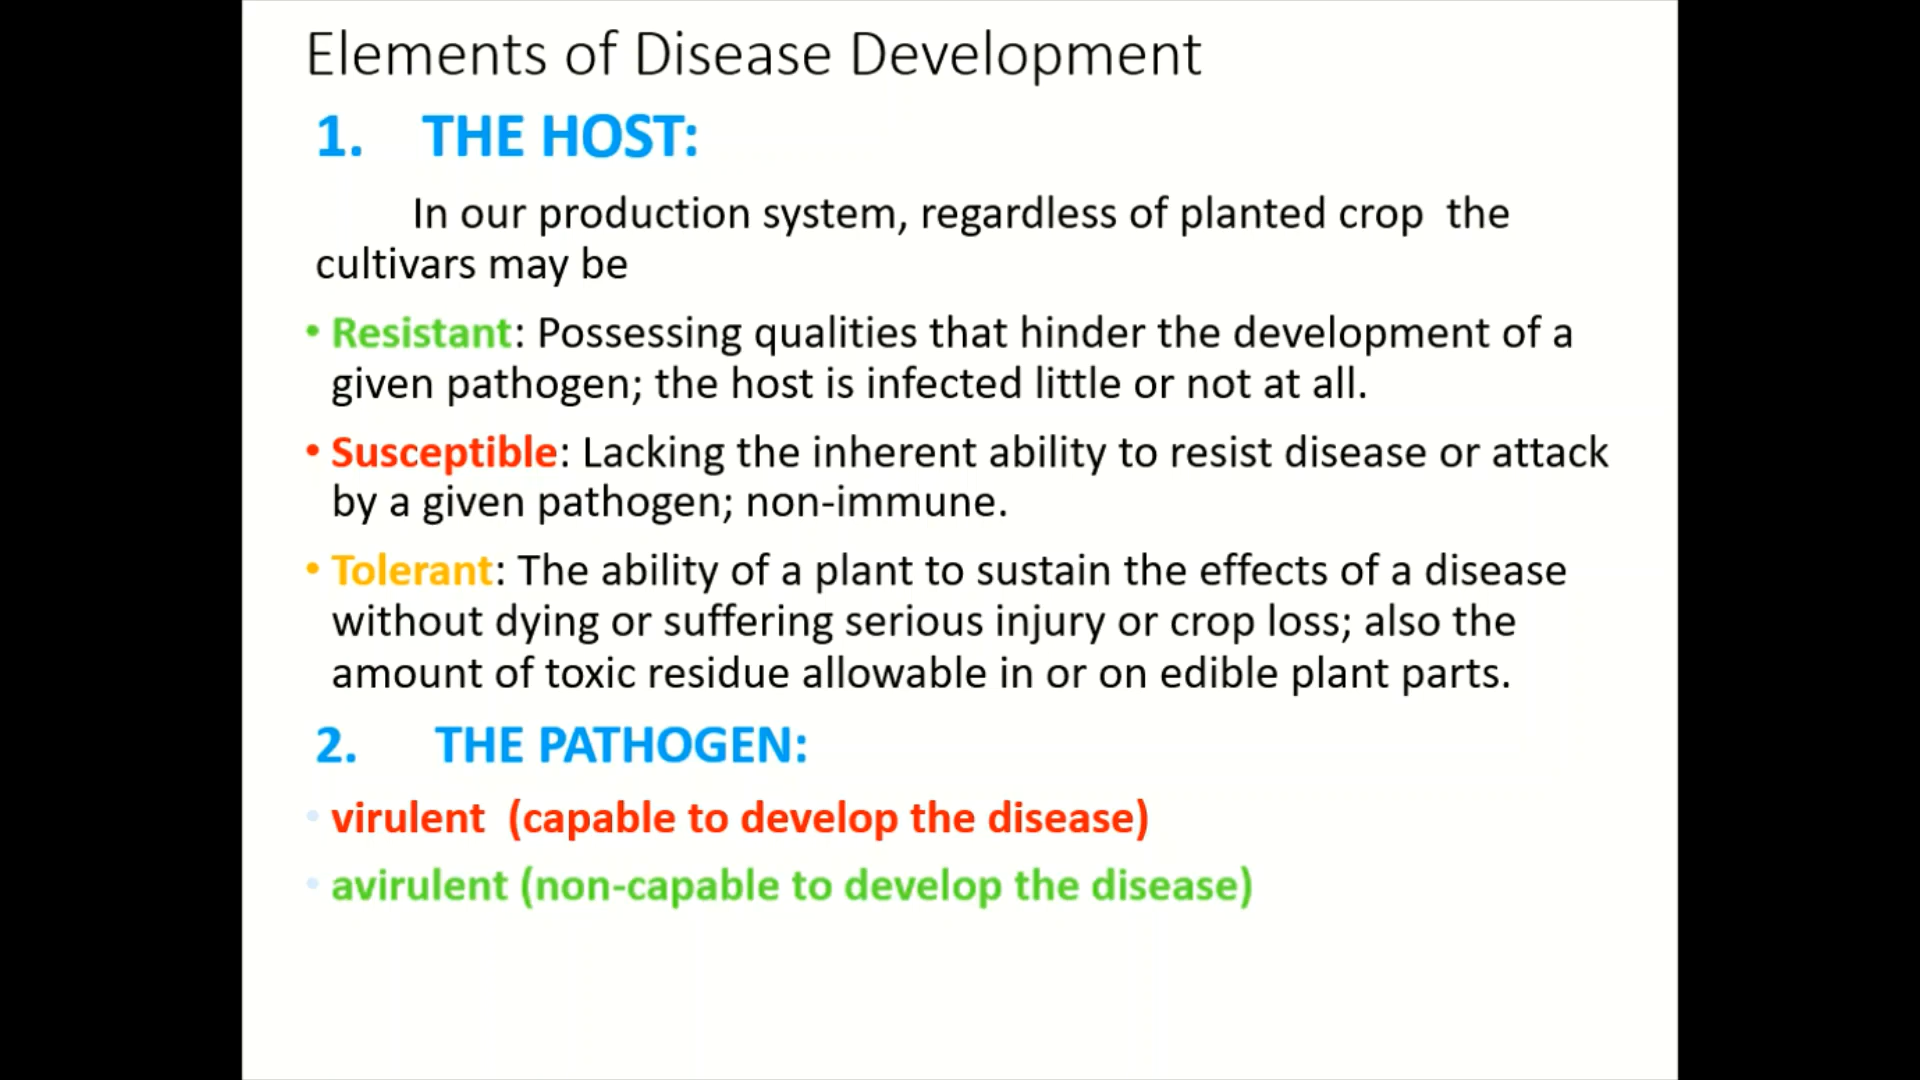 Elements of Disease Development
1. THE HOST:
In our production system, regardless of planted crop the
cultivars may be
• Resistant: Possessing qualities that hinder the development of a
given pathogen; the host is infected little or not at all.
• Susceptible: Lacking the inherent ability to resist disease or attack
by a given pathogen; non-immune.
• Tolerant: The ability of a plant to sustain the effects of a disease
without dying or suffering serious injury or crop loss; also the
amount of toxic residue allowable in or on edible plant parts.
2. THE PATHOGEN:
• virulent (capable to develop the disease)
• avirulent (non-capable to develop the disease)